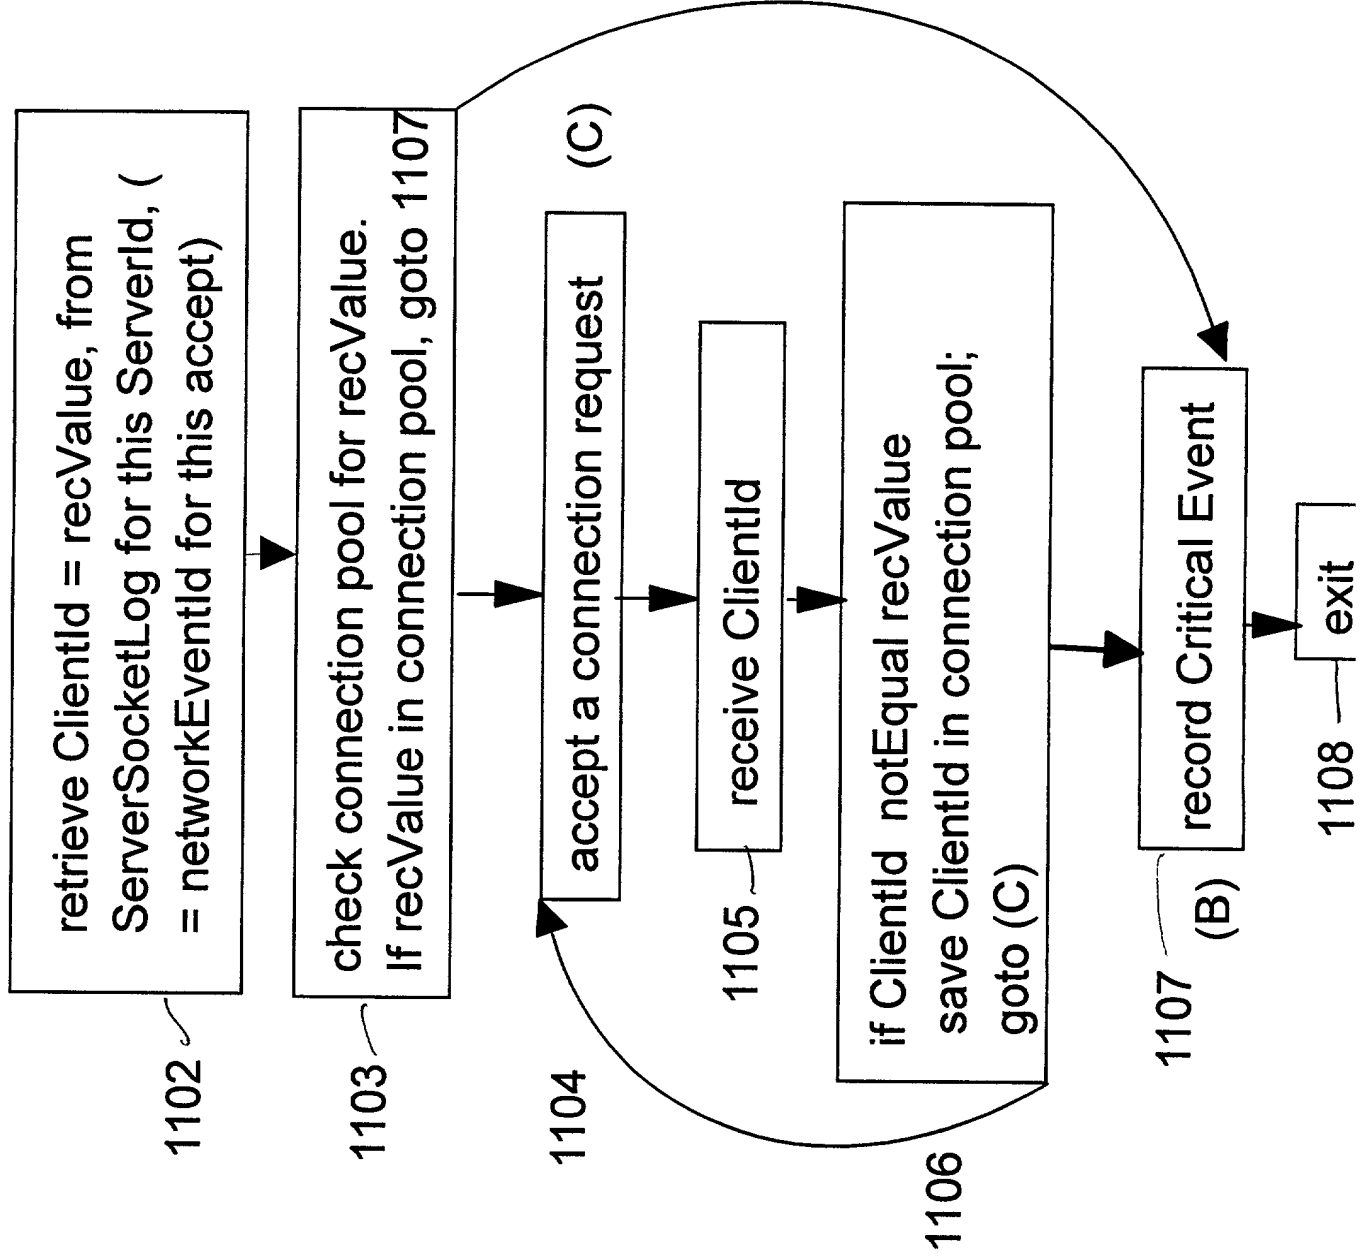 retrieve ClientId = recValue, from
ServerSocketLog for this ServerId, (
= networkEventId for this accept)
1102
check connection pool for recValue.
If recValue in connection pool, goto 1107
1103
(C)
accept a connection request
1104
receive ClientId
1105
if ClientId notEqual recValue
save ClientId in connection pool;
goto (C)
1106
record Critical Event
1107
(B)
exit
1108